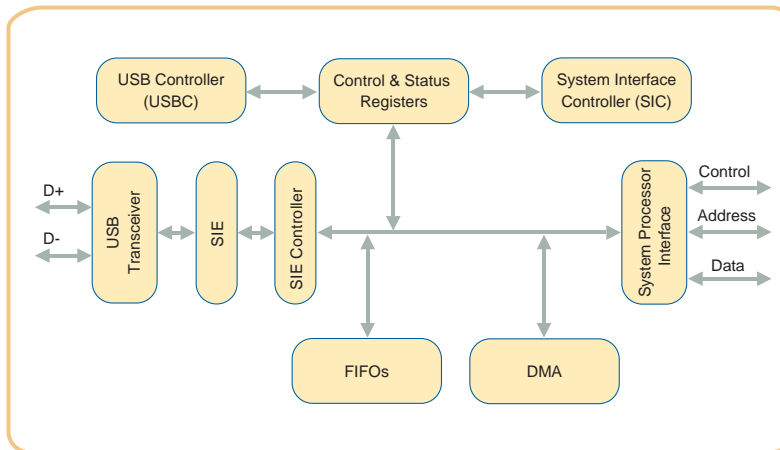 USB Controller
(USBC)
Control & Status
Registers
System Interface
Controller (SIC)
D+
D-
USB
Transceiver
SIE
SIE Controller
System Processor
Interface
Control
Address
Data
FIFOs
DMA